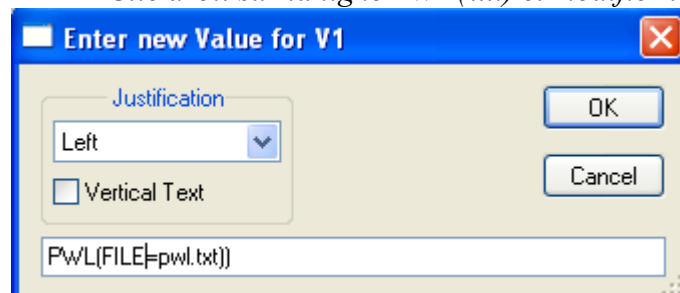 Enter new Value for V1
Justification
Left
OK
Vertical Text
Cancel
PWL(FILE=pwl.txt))